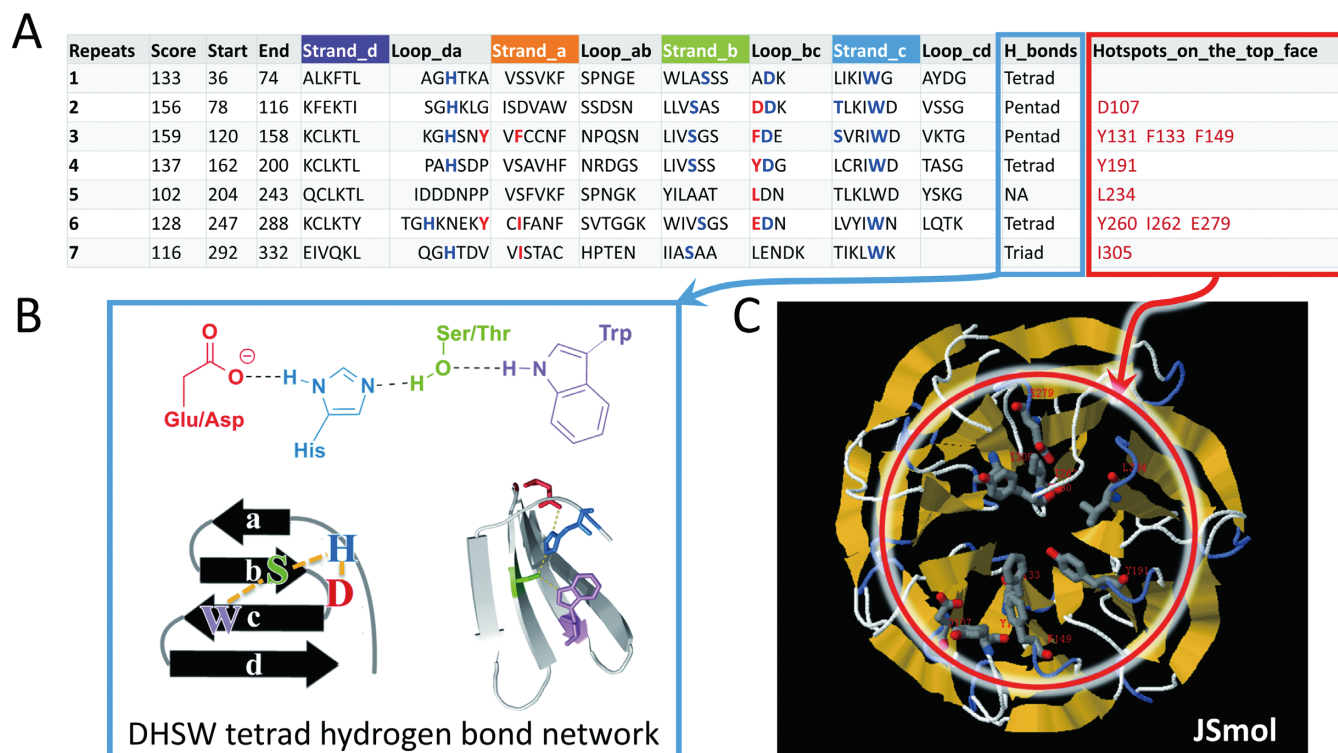 A
Repeats Score Start End Strand_d Loop_da Strand_a Loop_ab Strand_b Loop_bc Strand_c Loop_cd H_bonds Hotspots_on_the_top_face
1 133 36 74 ALKFTL AGHTKA VSSVKF SPNGE WLASSS ADK LIKIWG AYDG Tetrad
2 156 78 116 KFEKTI SGHKLG ISDVAW SSDSN LLVSAS DDK TLKIWD VSSG Pentad D107
3 159 120 158 KCLKTL KGHSNY VFCCNF NPQSN LIVSGS FDE SVRIWD VKTG Pentad Y131 F133 F149
4 137 162 200 KCLKTL PAHSDP VSAVHF NRDGS LIVSSS YDG LCRIWD TASG Tetrad Y191
5 102 204 243 QCLKTL IDDDNPP VSFVKF SPNGK YILAAT LDN TLKLWD YSKG NA L234
6 128 247 288 KCLKTY TGHKNEKY CIFANF SVTGGK WIVSGS EDN LVYIWN LQTK Tetrad Y260 I262 E279
7 116 292 332 EIVQKL QGHTDV VISTAC HPTEN IIASAA LENDK TIKLWK Triad I305
B
Ser/Thr Trp
O
O H N N H O H N
Glu/Asp
His
a
b S H
W c D
d
DHSW tetrad hydrogen bond network
C
E279
L234
Y191
F149
JSmol